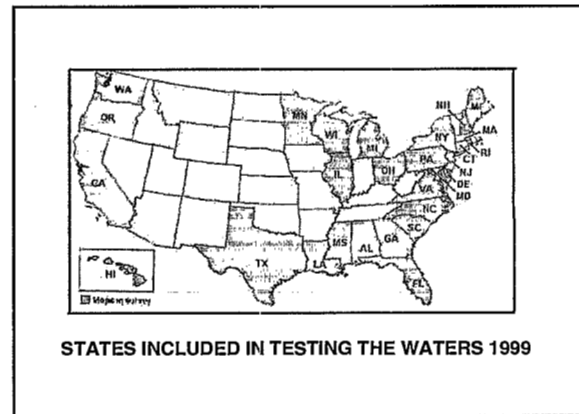 WA
OR
CA
HI
TX
MN
WI
IL
MI
OH
LA
MS
AL
GA
FL
SC
NC
VA
PA
NY
NH
MA
RI
CT
NJ
DE
MD
STATES INCLUDED IN TESTING THE WATERS 1999